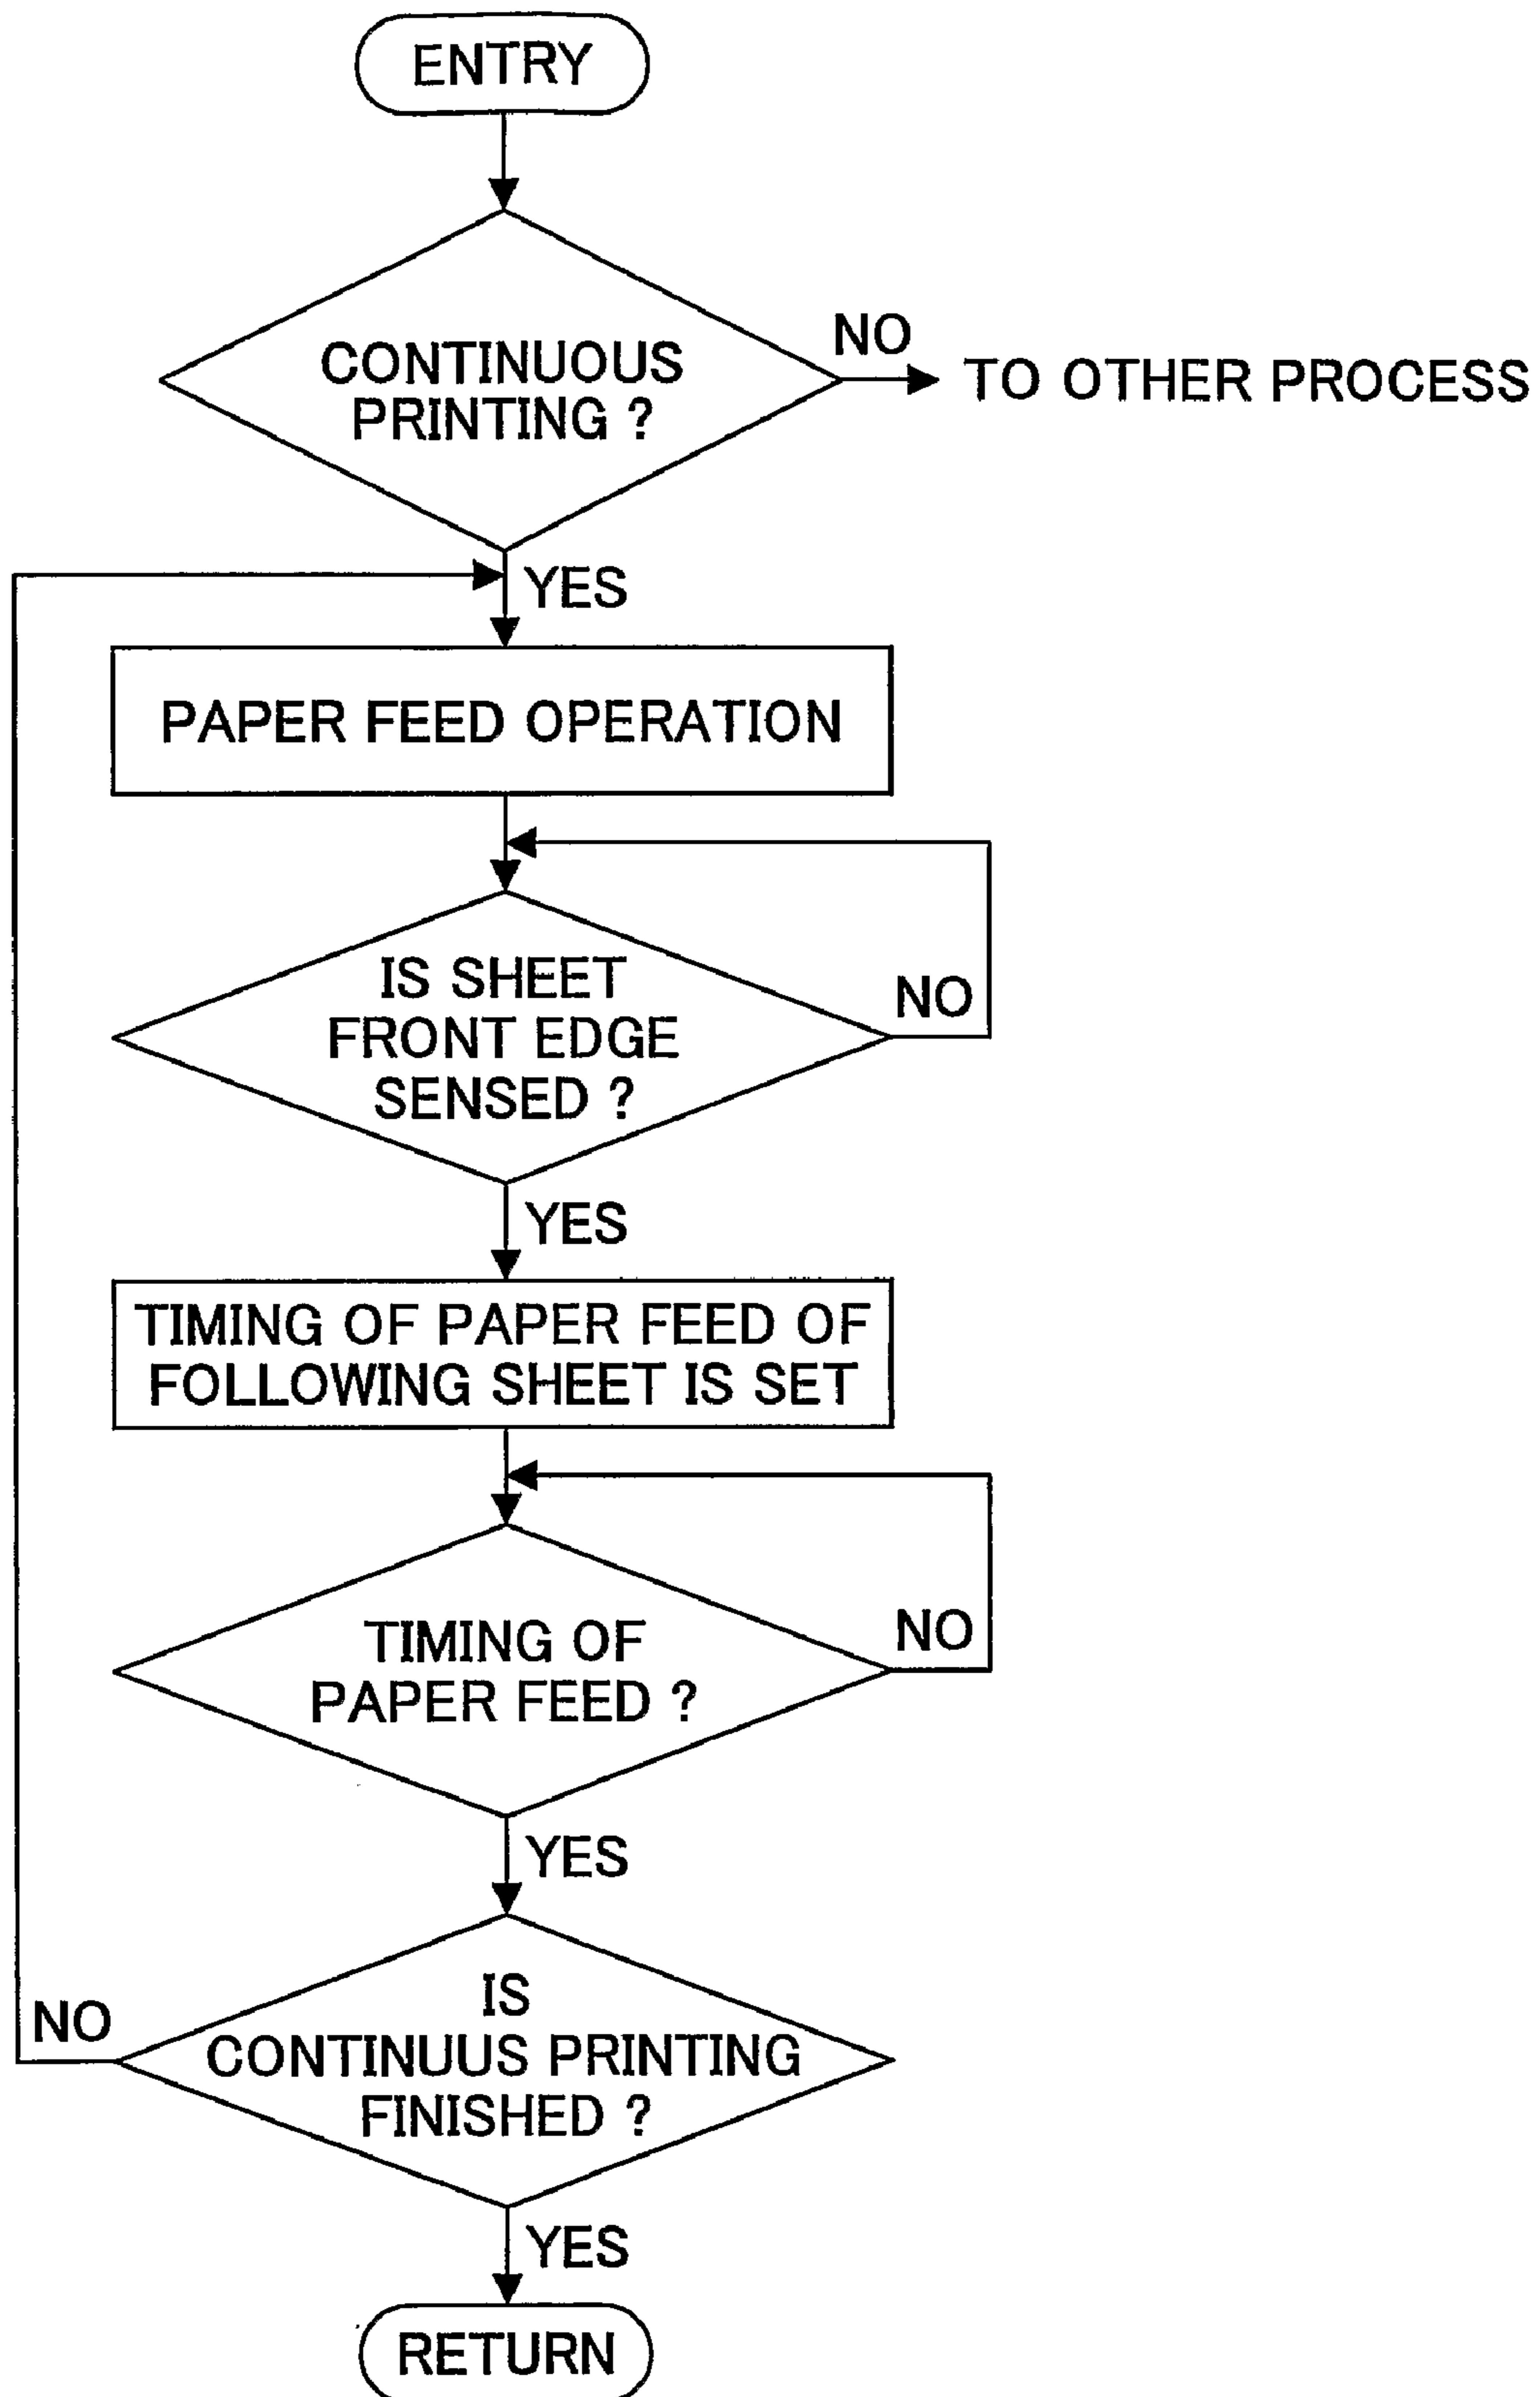 ENTRY
CONTINUOUS
PRINTING ?
NO
TO OTHER PROCESS
YES
PAPER FEED OPERATION
IS SHEET
FRONT EDGE
SENSED ?
NO
YES
TIMING OF PAPER FEED OF
FOLLOWING SHEET IS SET
TIMING OF
PAPER FEED ?
NO
YES
IS
CONTINUUS PRINTING
FINISHED ?
NO
YES
RETURN